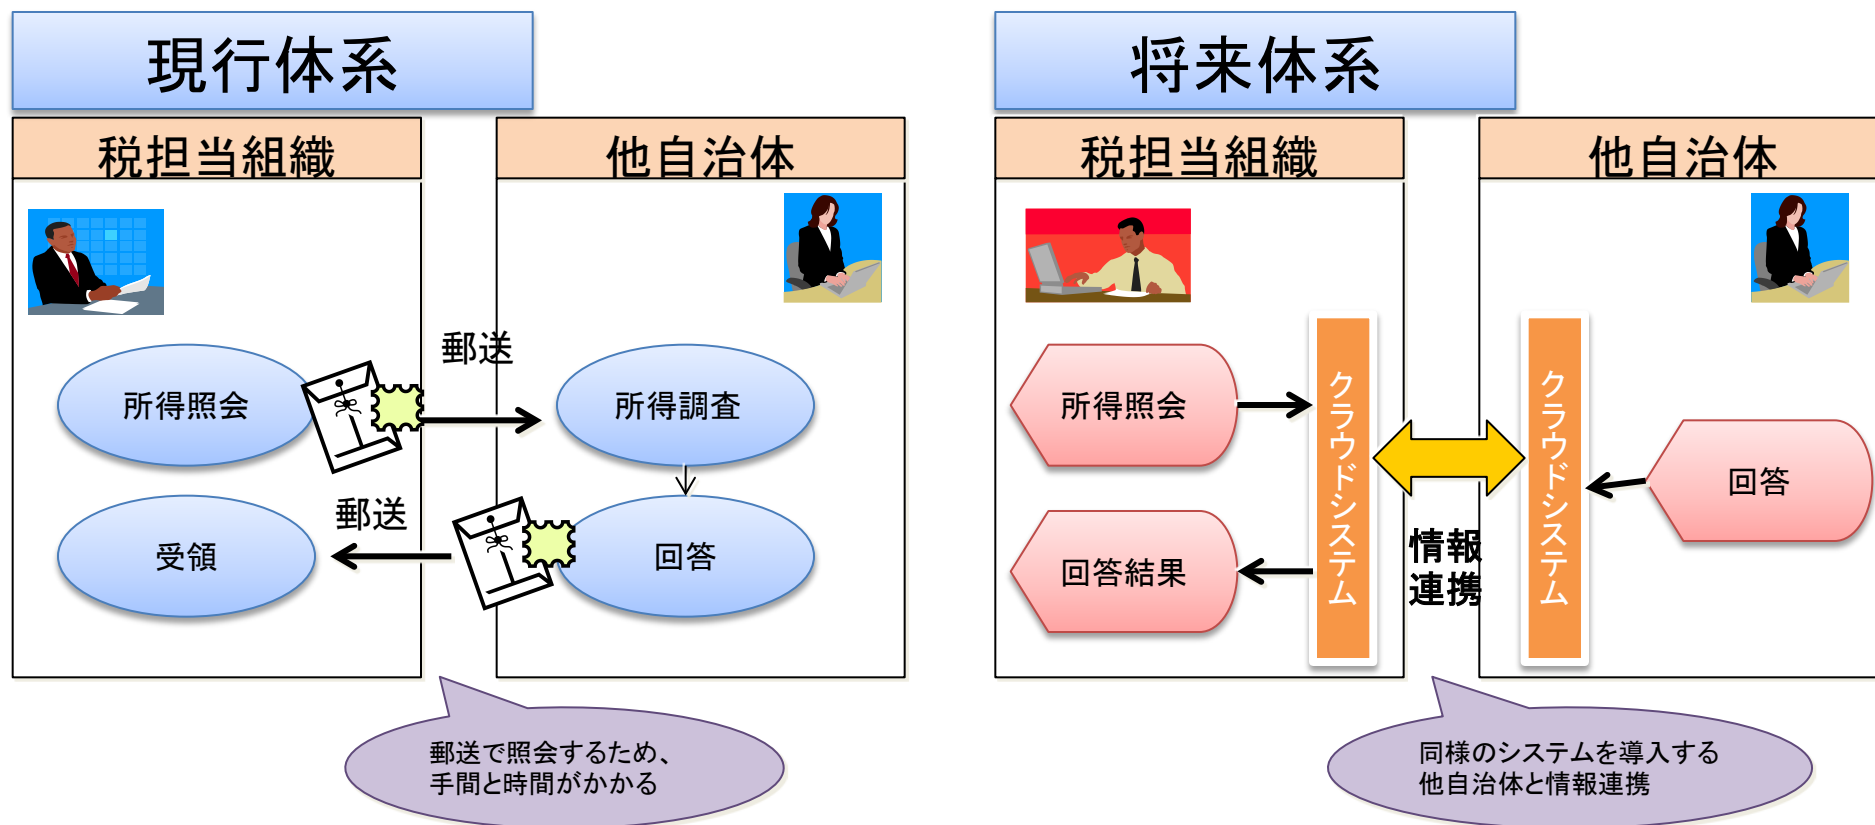 現行体系
税担当組織
他自治体
郵送
所得照会
所得調査
郵送
受領
回答
郵送で照会するため、
手間と時間がかかる
将来体系
税担当組織
他自治体
所得照会
クラウドシステム
クラウドシステム
回答
情報
連携
回答結果
同様のシステムを導入する
他自治体と情報連携